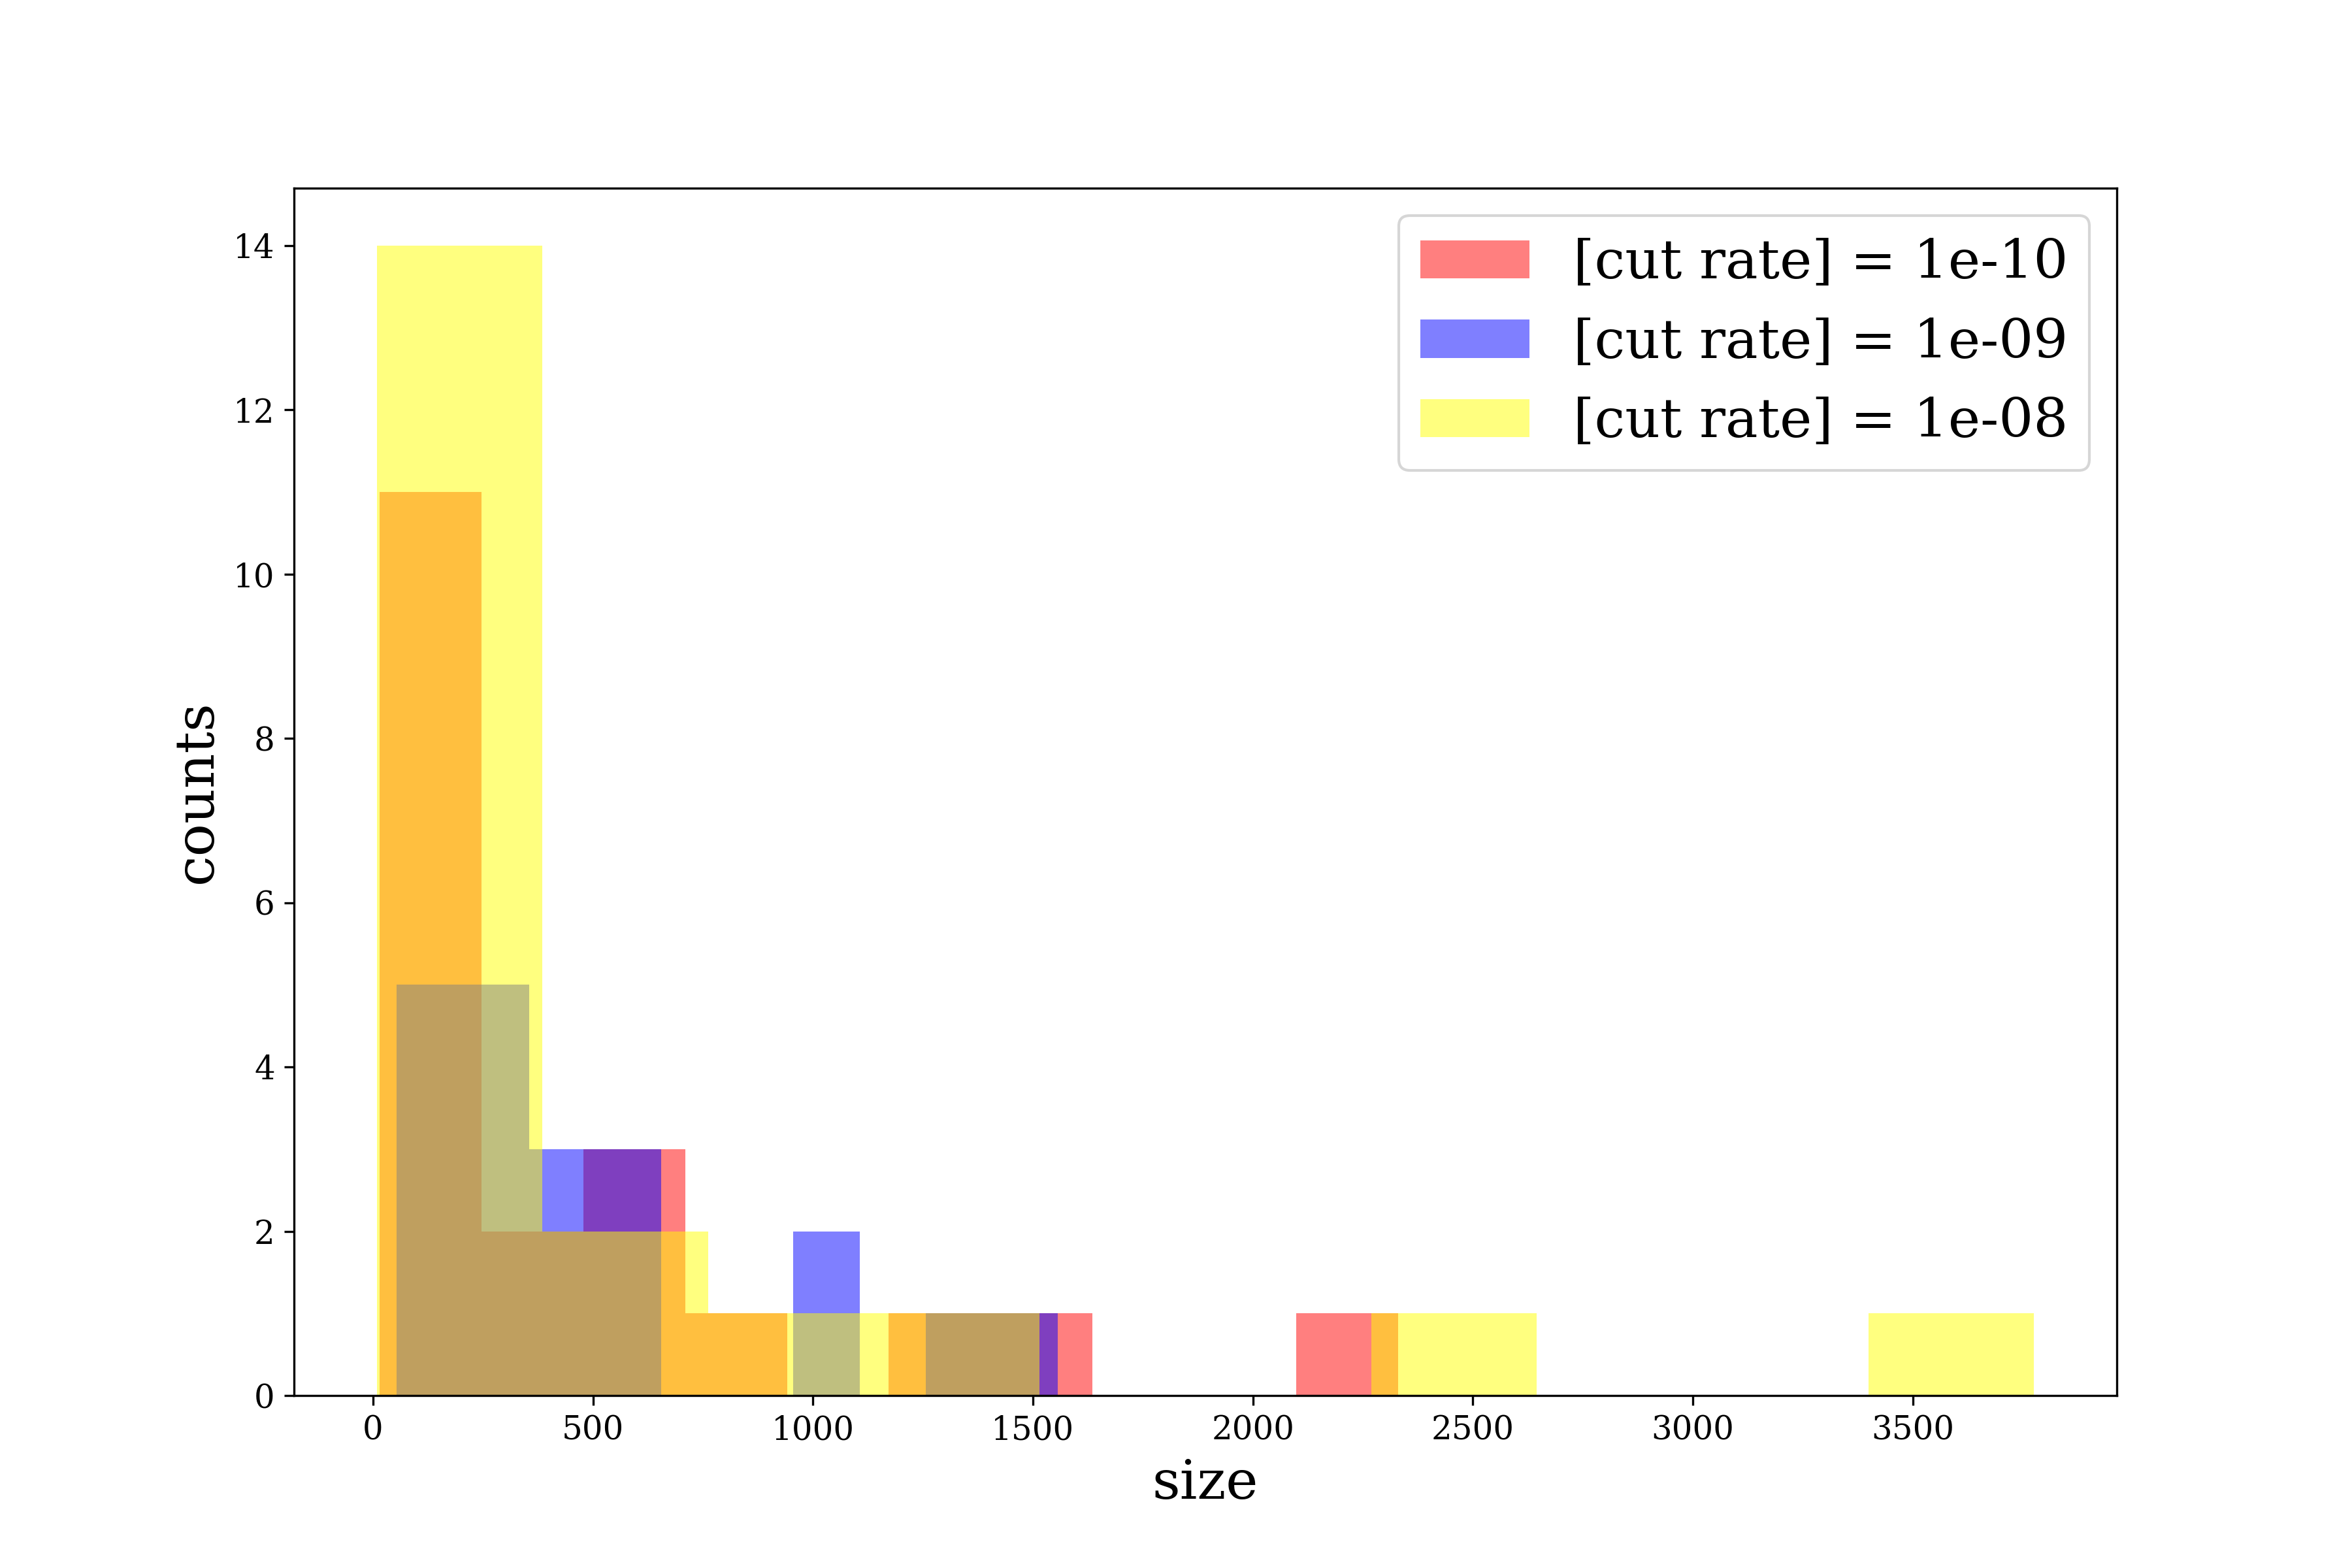 [cut rate] = 1e-10
[cut rate] = 1e-09
[cut rate] = 1e-08
counts
14
12
10
8
6
4
2
0
0 500 1000 1500 2000 2500 3000 3500
size